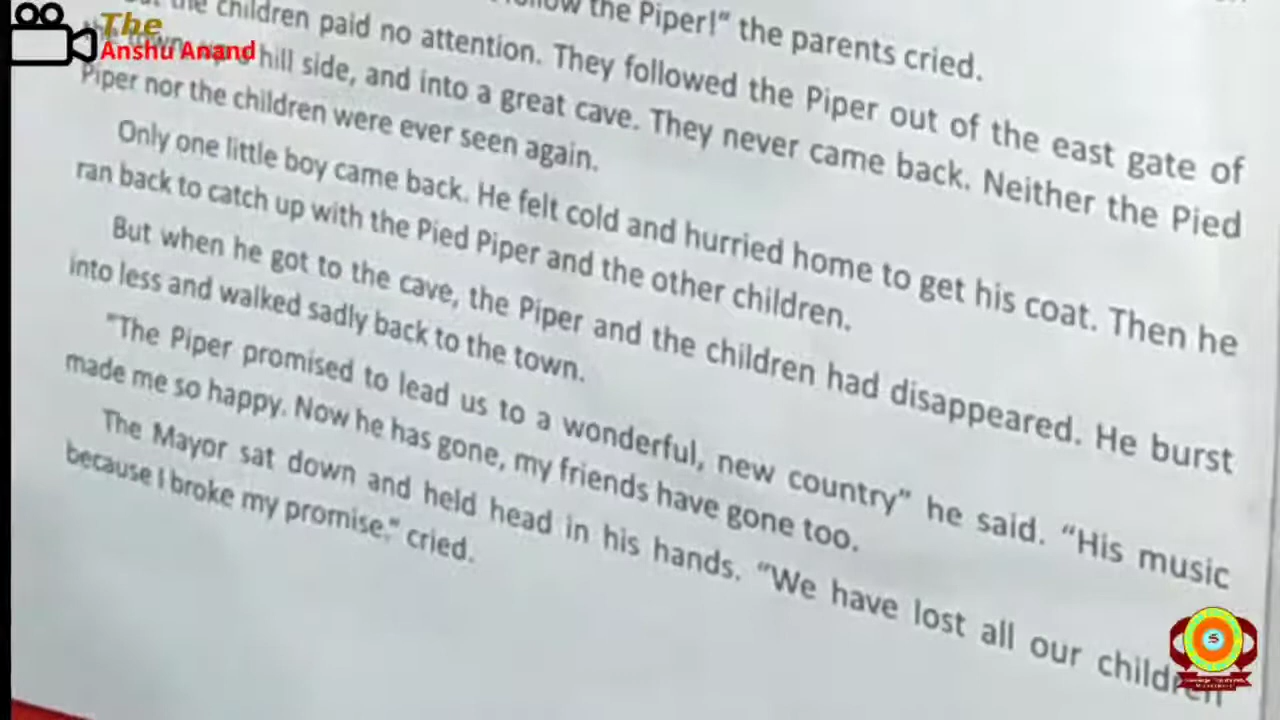 The
Anshu Anand
the Piper!" the parents cried.
the children paid no attention. They followed the Piper out of the east gate of
hill side, and into a great cave. They never came back. Neither the Pied
Piper nor the children were ever seen again.
Only one little boy came back. He felt cold and hurried home to get his coat. Then he
ran back to catch up with the Pied Piper and the other children.
But when he got to the cave, the Piper and the children had disappeared. He burst
into less and walked sadly back to the town.
"The Piper promised to lead us to a wonderful, new country" he said. "His music
made me so happy. Now he has gone, my friends have gone too.
The Mayor sat down and held head in his hands. "We have lost all our children
because I broke my promise." cried.
S